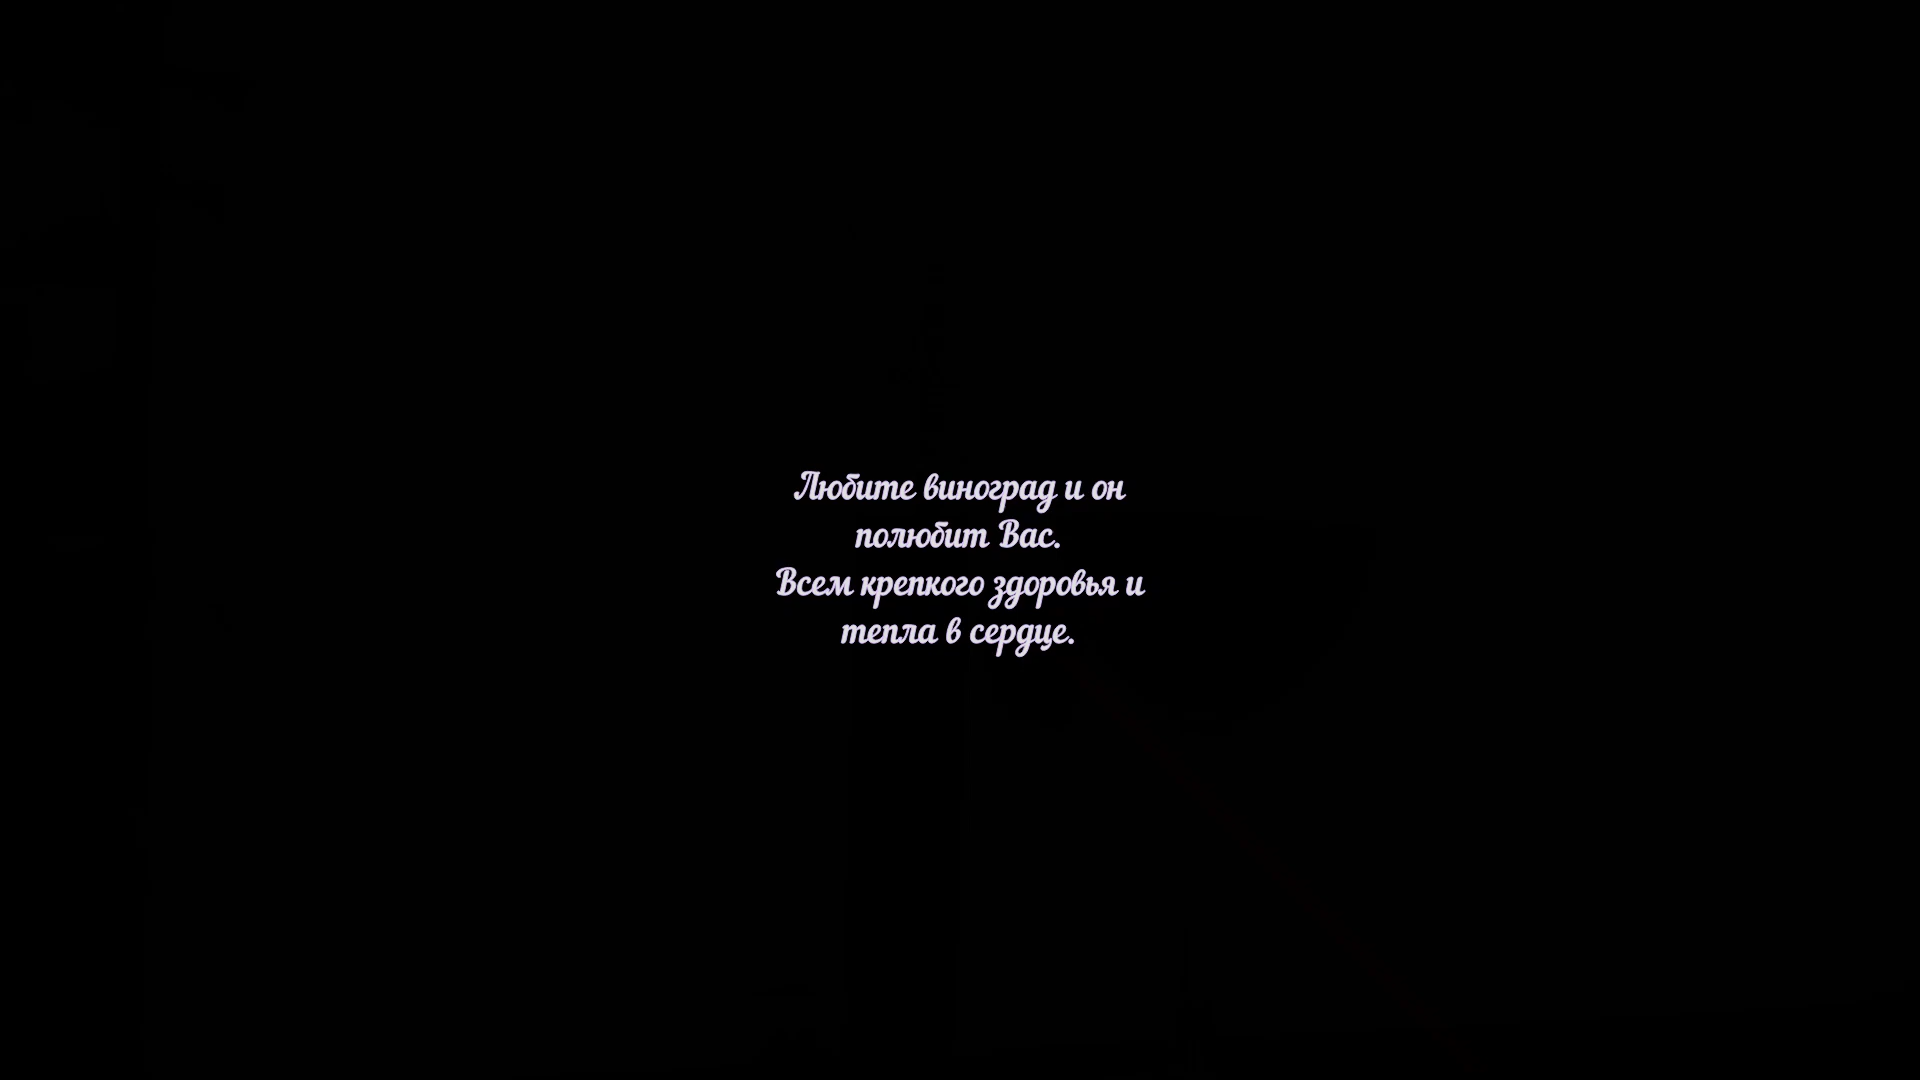 Любите виноград и он
полюбит Вас.
Всем крепкого здоровья и
тепла в сердце.